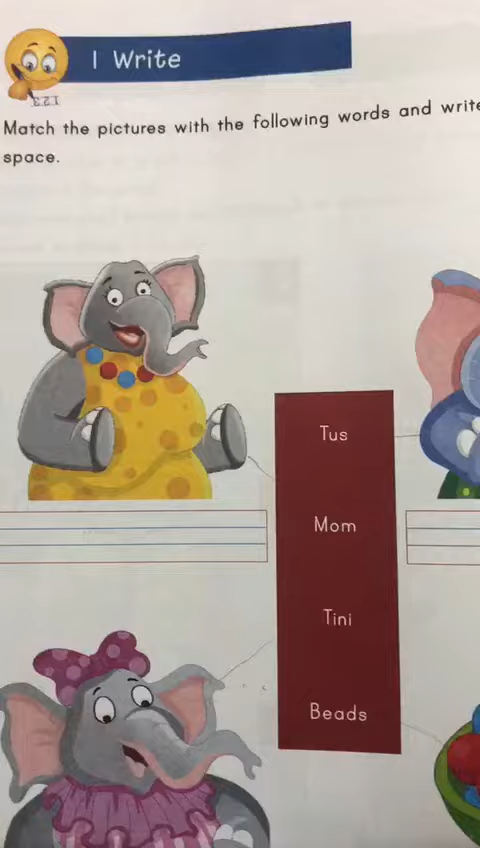 I Write
Match the pictures with the following words and write
space.
Tus
Mom
Tini
Beads